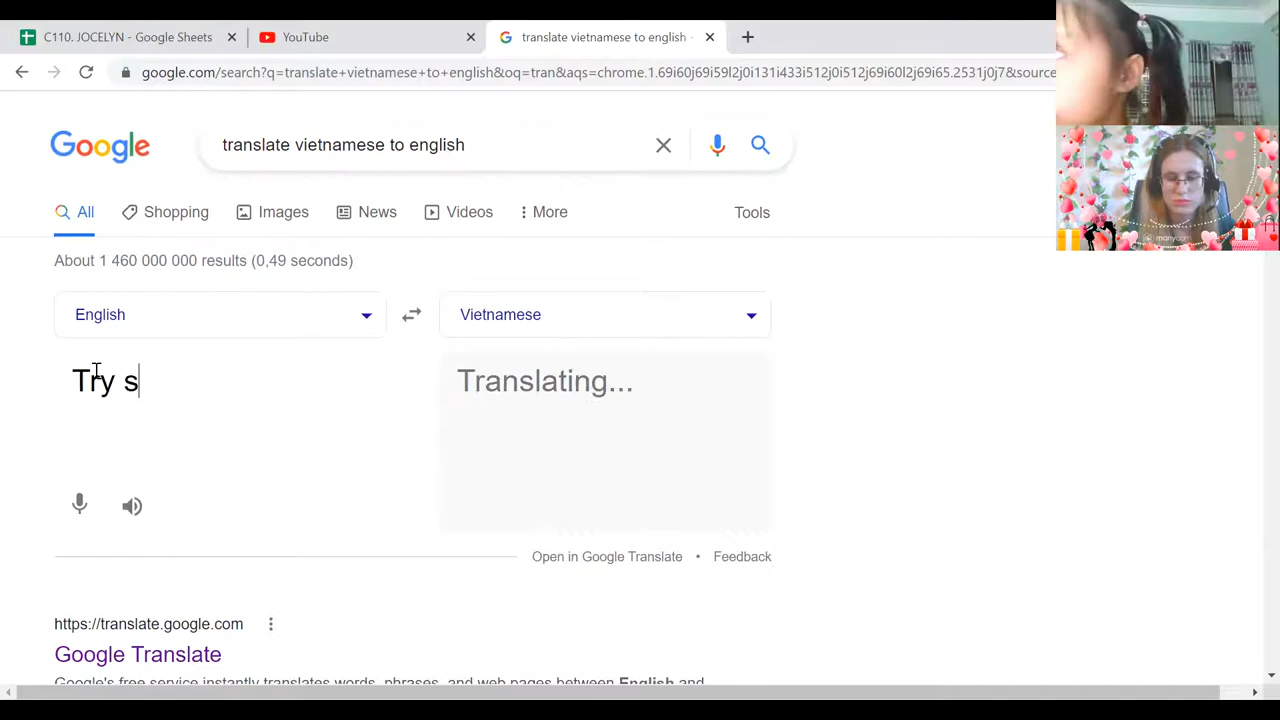 C110. JOCELYN - Google Sheets
YouTube
translate vietnamese to english -
google.com/search?q=translate+vietnamese+to+english&oq=tran&aqs=chrome.1.69i60j69i59l2j0i131i433i512j0i512j69i60l2j69i65.2531j0j7&source
Google
translate vietnamese to english
All
Shopping
Images
News
Videos
More
Tools
About 1 460 000 000 results (0,49 seconds)
English
Vietnamese
Try s
Translating...
Open in Google Translate • Feedback
https://translate.google.com
Google Translate
Google's free service instantly translates words, phrases, and web pages between English and
manycam